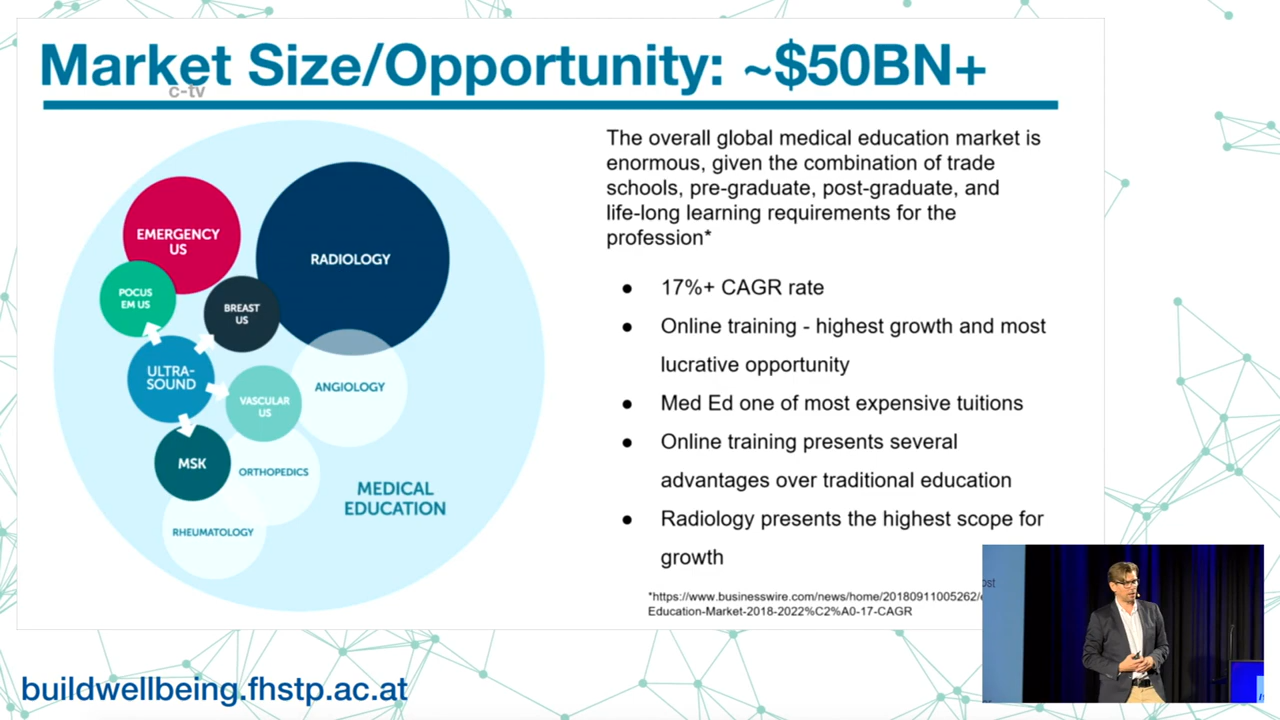 Market Size/Opportunity: ~$50BN+
c-tv
EMERGENCY
US
RADIOLOGY
POCUS
EM US
BREAST
US
ULTRA-
SOUND
VASCULAR
US
ANGIOLOGY
MSK
ORTHOPEDICS
RHEUMATOLOGY
MEDICAL
EDUCATION
The overall global medical education market is
enormous, given the combination of trade
schools, pre-graduate, post-graduate, and
life-long learning requirements for the
profession*
● 17%+ CAGR rate
● Online training - highest growth and most
lucrative opportunity
● Med Ed one of most expensive tuitions
● Online training presents several
advantages over traditional education
● Radiology presents the highest scope for
growth
*https://www.businesswire.com/news/home/20180911005262/
Education-Market-2018-2022%C2%A0-17-CAGR
buildwellbeing.fhstp.ac.at